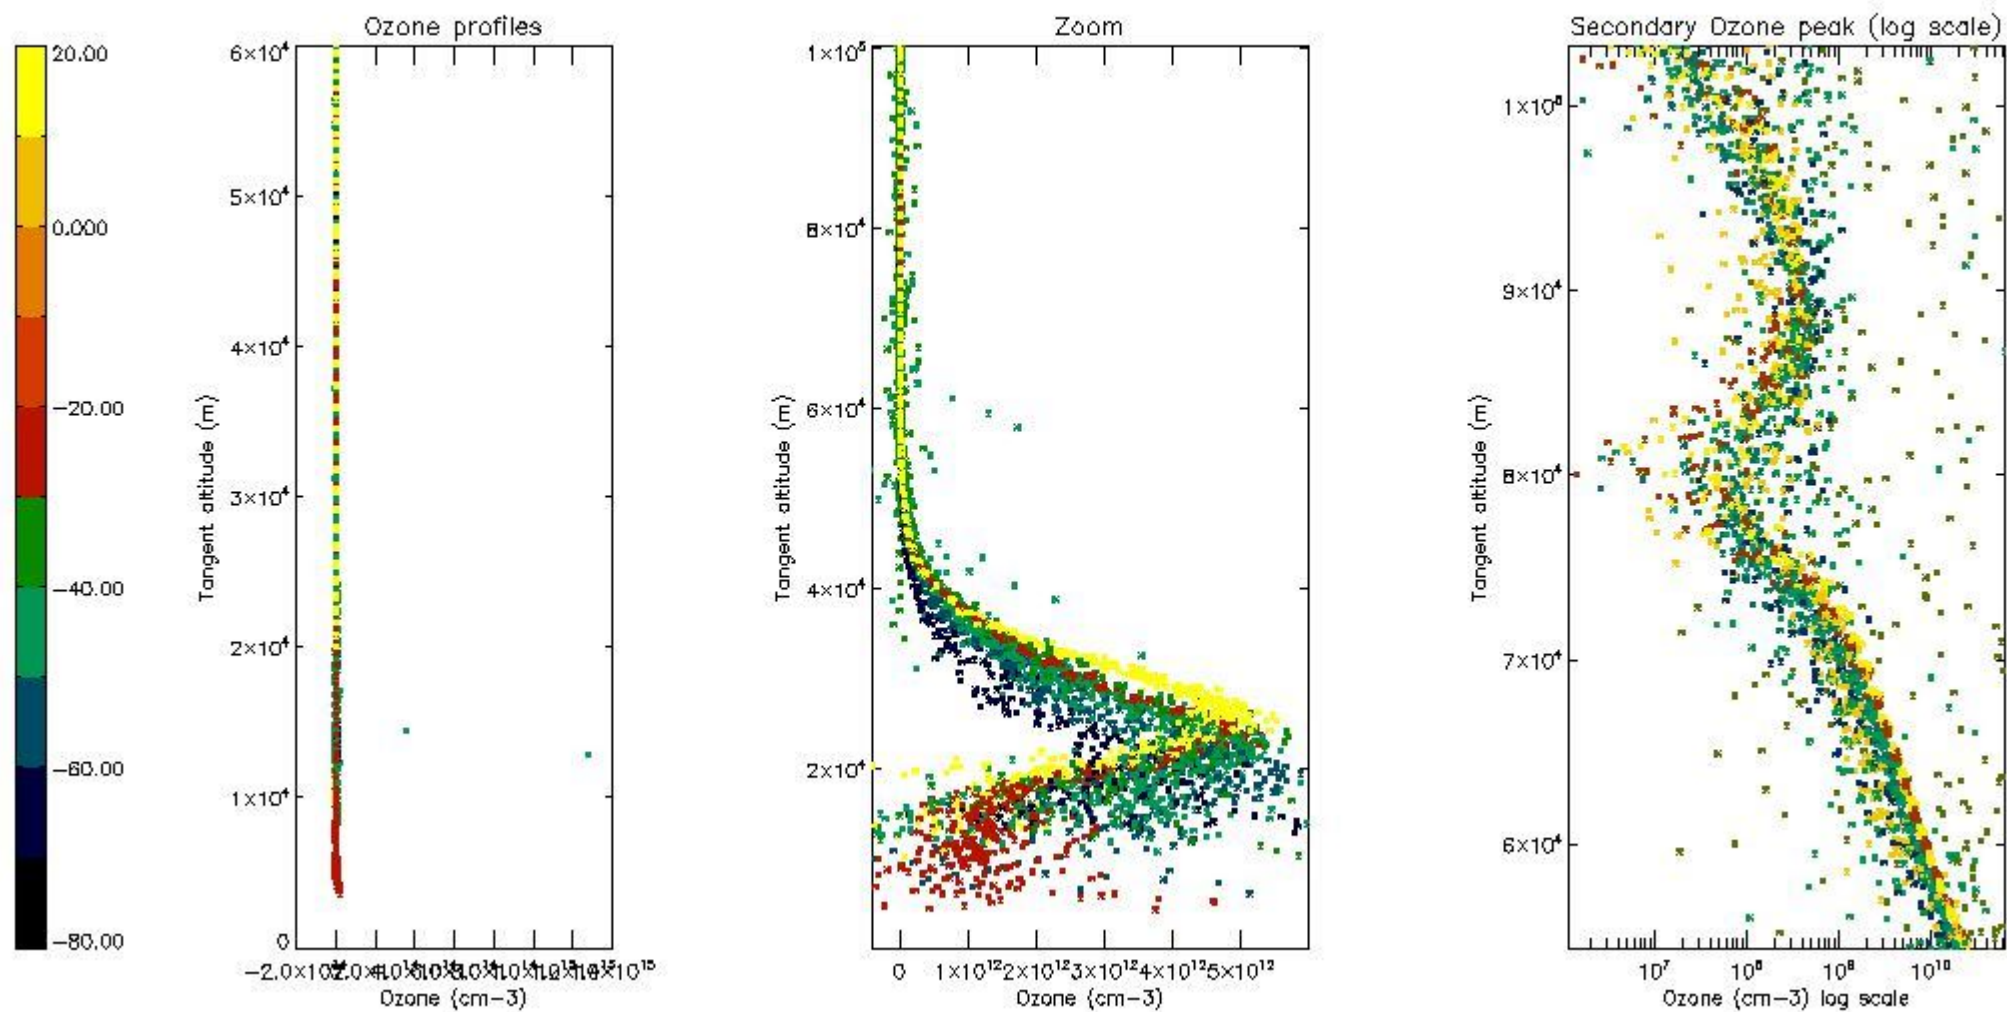 Ozone profiles
Zoom
Secondary Ozone peak (log scale)
20.00
0.000
−20.00
−40.00
−60.00
−80.00
6×10⁴
5×10⁴
4×10⁴
3×10⁴
2×10⁴
1×10⁴
0
Tangent altitude (m)
Ozone (cm−3)
1×10⁵
8×10⁴
6×10⁴
4×10⁴
2×10⁴
Tangent altitude (m)
0 1×10¹² 2×10¹² 3×10¹² 4×10¹² 5×10¹²
Ozone (cm−3)
9×10⁴
8×10⁴
7×10⁴
6×10⁴
Tangent altitude (m)
10⁷ 10⁸ 10⁹ 10¹⁰
Ozone (cm−3) log scale